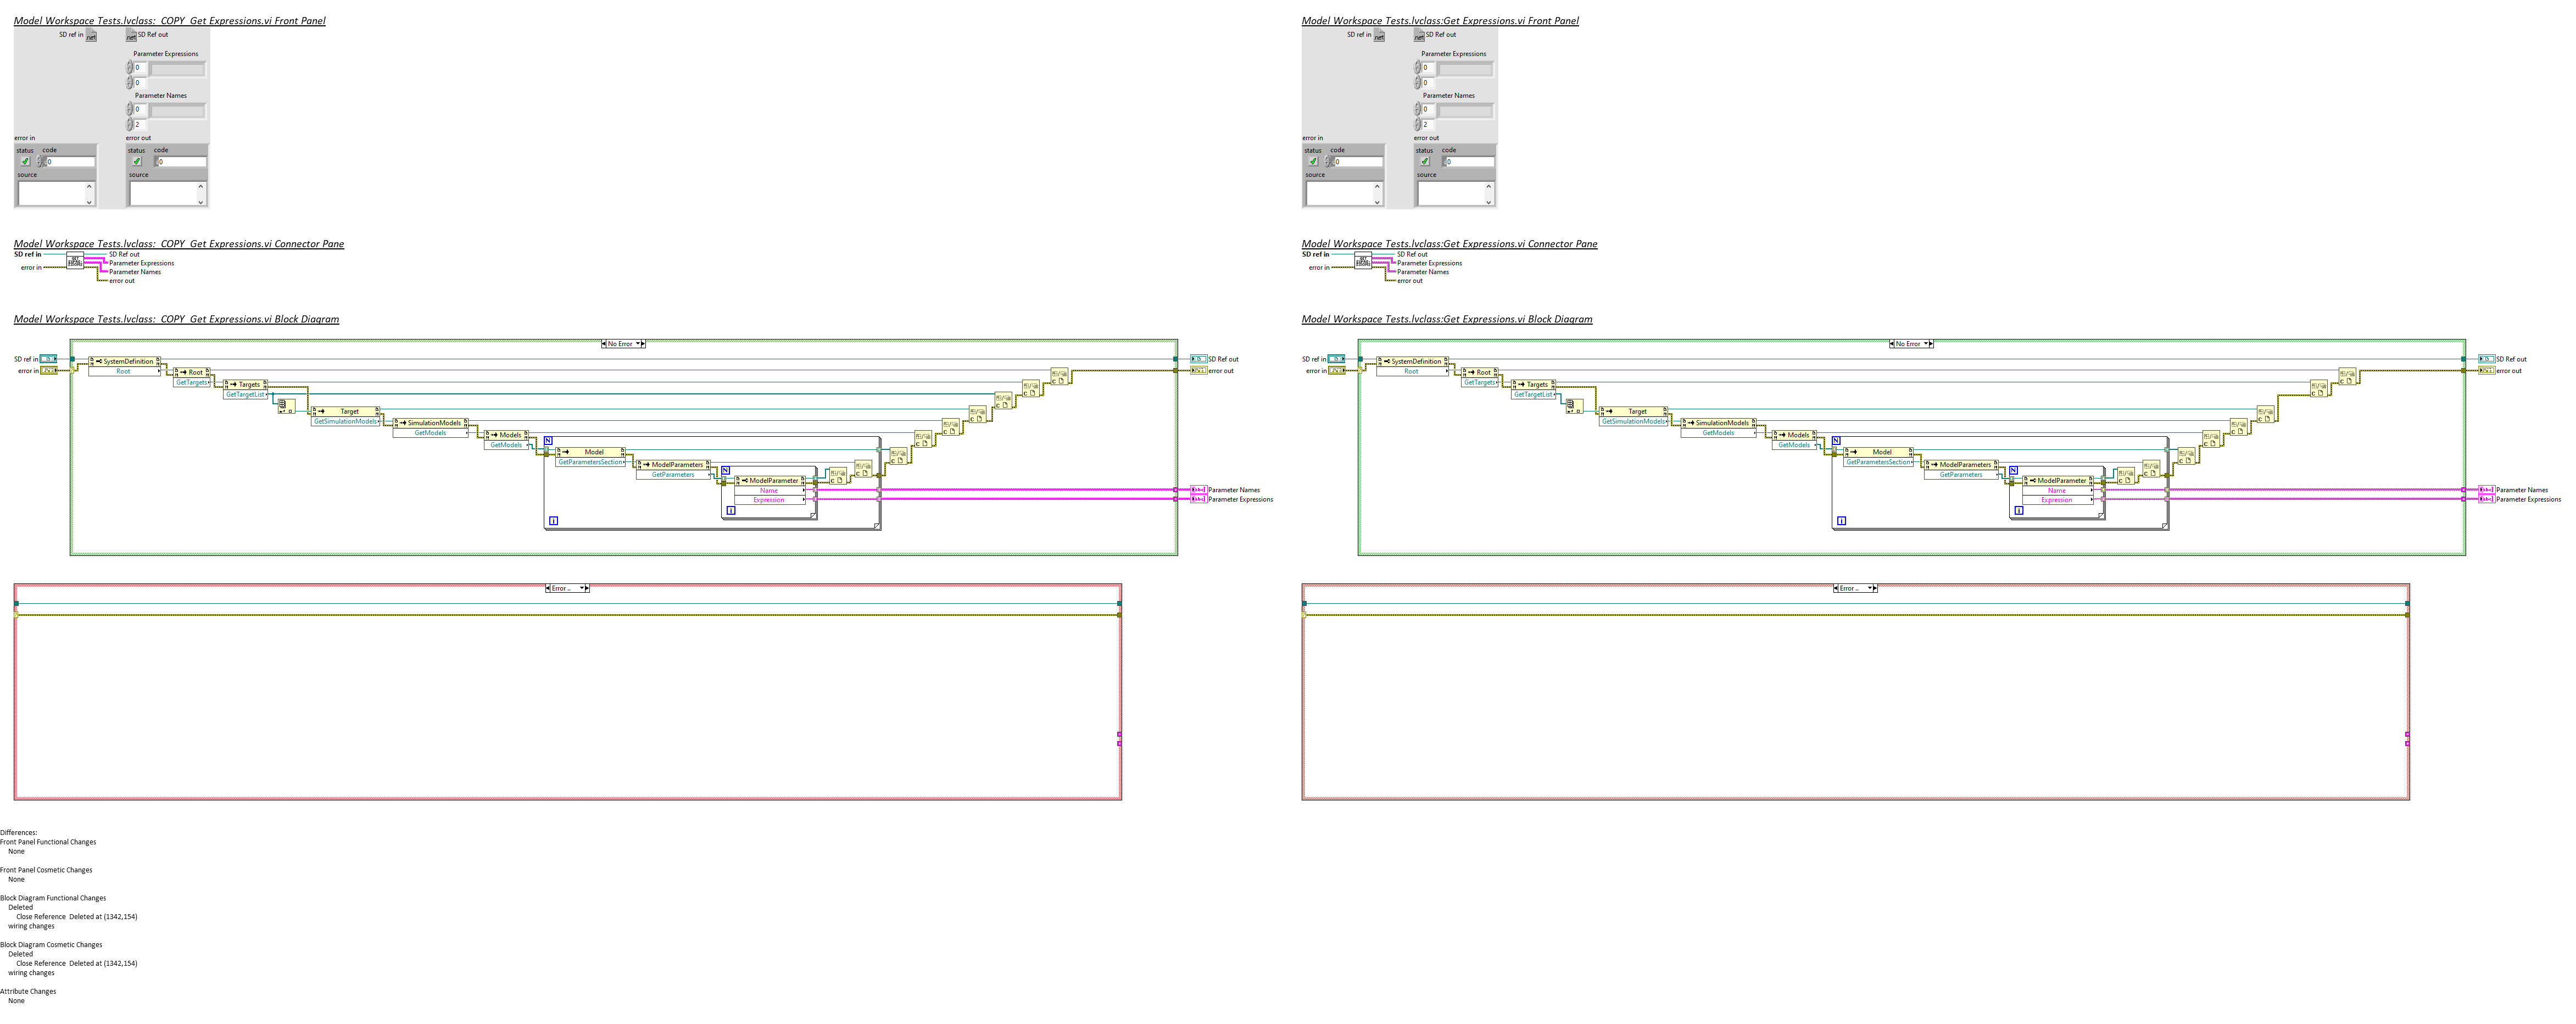 Model Workspace Tests.lvclass:_COPY_Get Expressions.vi Front Panel
SD ref in
SD Ref out
Parameter Expressions
0
0
Parameter Names
0
2
error in
error out
status code
0
source
status code
0
source
Model Workspace Tests.lvclass:_COPY_Get Expressions.vi Connector Pane
SD ref in
error in
SD Ref out
Parameter Expressions
Parameter Names
error out
Model Workspace Tests.lvclass:_COPY_Get Expressions.vi Block Diagram
No Error
SD ref in
error in
SystemDefinition
Root
Root
GetTargets
Targets
GetTargetList
Target
GetSimulationModels
SimulationModels
GetModels
Models
GetModels
N
Model
GetParametersSection
ModelParameters
GetParameters
N
ModelParameter
Name
Expression
i
i
SD Ref out
error out
Parameter Names
Parameter Expressions
Error ..
Model Workspace Tests.lvclass:Get Expressions.vi Front Panel
SD ref in
SD Ref out
Parameter Expressions
0
0
Parameter Names
0
2
error in
error out
status code
0
source
status code
0
source
Model Workspace Tests.lvclass:Get Expressions.vi Connector Pane
SD ref in
error in
SD Ref out
Parameter Expressions
Parameter Names
error out
Model Workspace Tests.lvclass:Get Expressions.vi Block Diagram
No Error
SD ref in
error in
SystemDefinition
Root
Root
GetTargets
Targets
GetTargetList
Target
GetSimulationModels
SimulationModels
GetModels
Models
GetModels
N
Model
GetParametersSection
ModelParameters
GetParameters
N
ModelParameter
Name
Expression
i
i
SD Ref out
error out
Parameter Names
Parameter Expressions
Error ..
Differences:
Front Panel Functional Changes
None
Front Panel Cosmetic Changes
None
Block Diagram Functional Changes
Deleted
Close Reference  Deleted at (1342,154)
wiring changes
Block Diagram Cosmetic Changes
Deleted
Close Reference  Deleted at (1342,154)
wiring changes
Attribute Changes
None